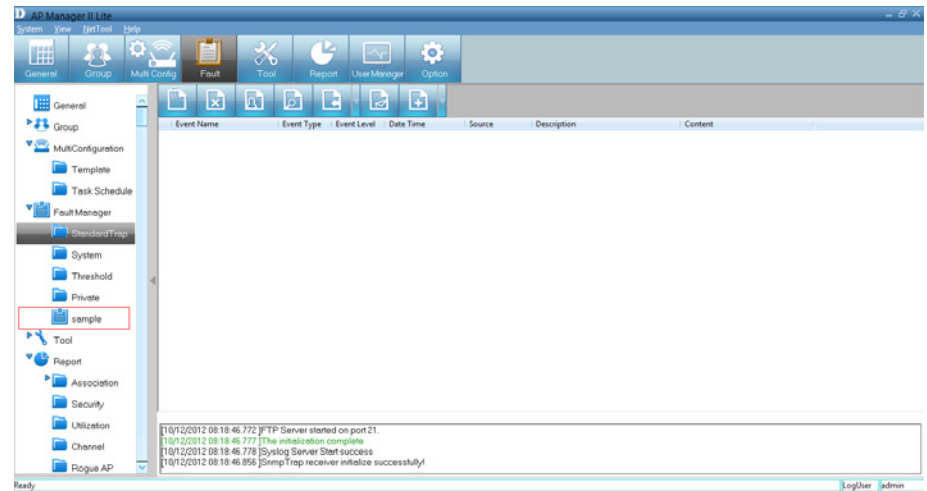 AP Manager II Lite
System View NetTool Help
General Group Multi Config Fault Tool Report User Manager Option
General
Group
MultiConfiguration
Template
Task Schedule
Fault Manager
StandardTrap
System
Threshold
Private
sample
Tool
Report
Association
Security
Utilization
Channel
Rogue AP
Event Name Event Type Event Level Date Time Source Description Content
[10/12/2012 08:18:46.772 ]FTP Server started on port 21.
[10/12/2012 08:18:46.777 ]The initialization complete
[10/12/2012 08:18:46.778 ]Syslog Server Start success
[10/12/2012 08:18:46.856 ]SnmpTrap receiver initialize successfully!
Ready LogUser admin